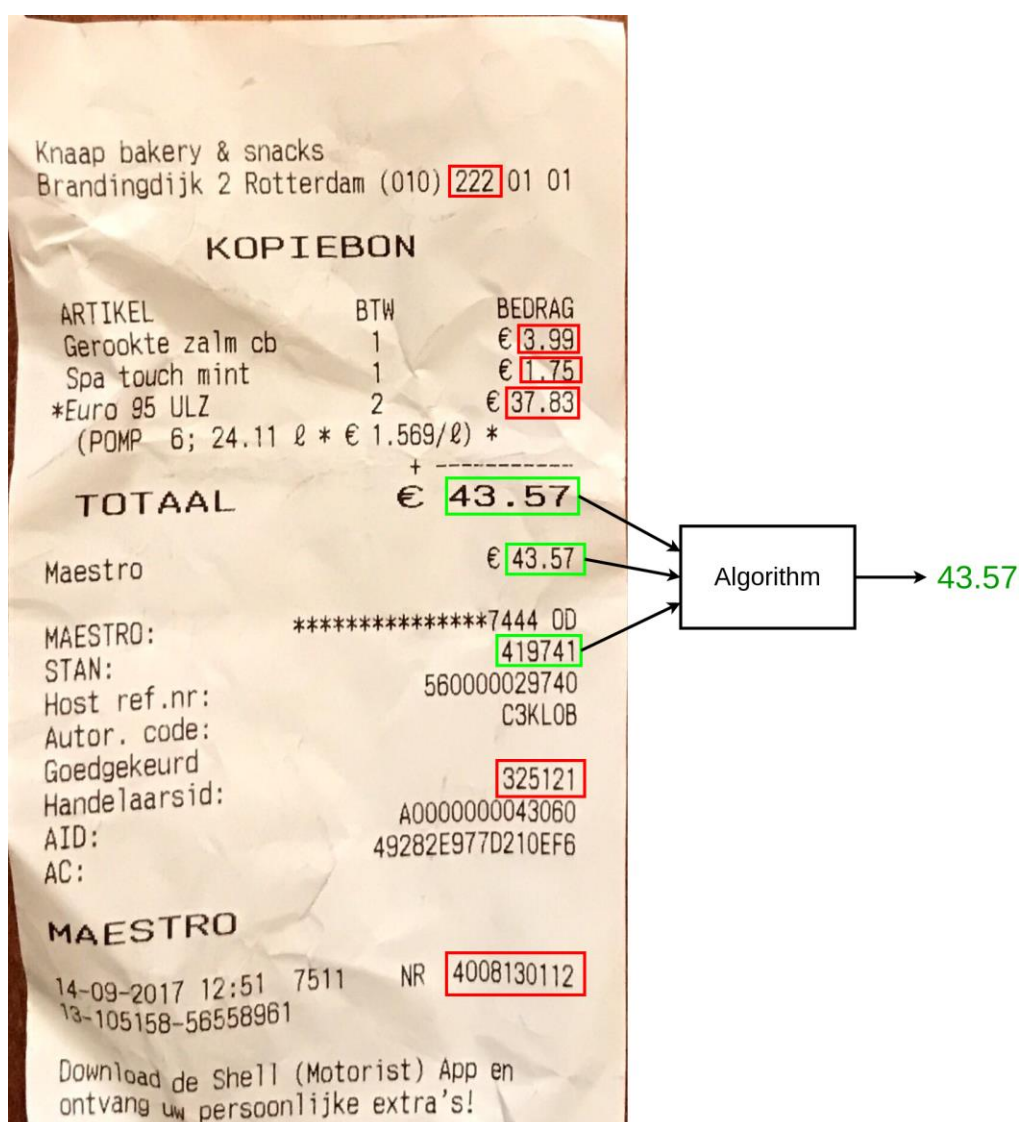 Knaap bakery & snacks
Brandingdijk 2 Rotterdam (010) 222 01 01
KOPIEBON
ARTIKEL BTW BEDRAG
Gerookte zalm cb 1 € 3.99
Spa touch mint 1 € 1.75
*Euro 95 ULZ 2 € 37.83
(POMP 6; 24.11 ℓ * € 1.569/ℓ) *
+ -------------
TOTAAL € 43.57
Maestro € 43.57
MAESTRO: ***************7444 OD
STAN: 419741
Host ref.nr: 560000029740
Autor. code: C3KLOB
Goedgekeurd
Handelaarsid: 325121
AID: A0000000043060
AC: 49282E977D210EF6
MAESTRO
14-09-2017 12:51 7511 NR 4008130112
13-105158-56558961
Download de Shell (Motorist) App en
ontvang uw persoonlijke extra's!
Algorithm
43.57